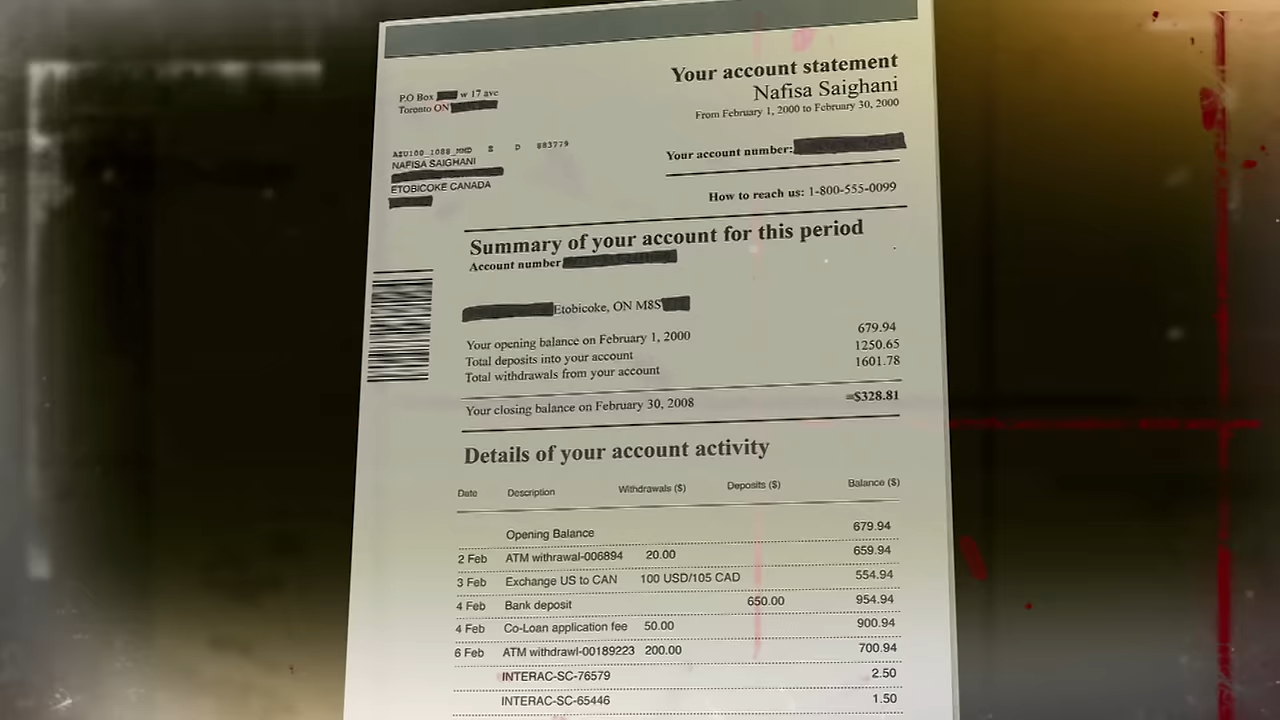 Your account statement
Nafisa Saighani
From February 1, 2000 to February 30, 2000
P.O Box w 17 ave
Toronto ON
Your account number:
AZU100-1088 MMD S D 883779
NAFISA SAIGHANI
ETOBICOKE CANADA
How to reach us: 1-800-555-0099
Summary of your account for this period
Account number
Etobicoke, ON M8S
Your opening balance on February 1, 2000 679.94
Total deposits into your account 1250.65
Total withdrawals from your account 1601.78
Your closing balance on February 30, 2008 =$328.81
Details of your account activity
Date Description Withdrawals ($) Deposits ($) Balance ($)
Opening Balance 679.94
2 Feb ATM withrawal-006894 20.00 659.94
3 Feb Exchange US to CAN 100 USD/105 CAD 554.94
4 Feb Bank deposit 650.00 954.94
4 Feb Co-Loan application fee 50.00 900.94
6 Feb ATM withdrawl-00189223 200.00 700.94
INTERAC-SC-76579 2.50
INTERAC-SC-65446 1.50